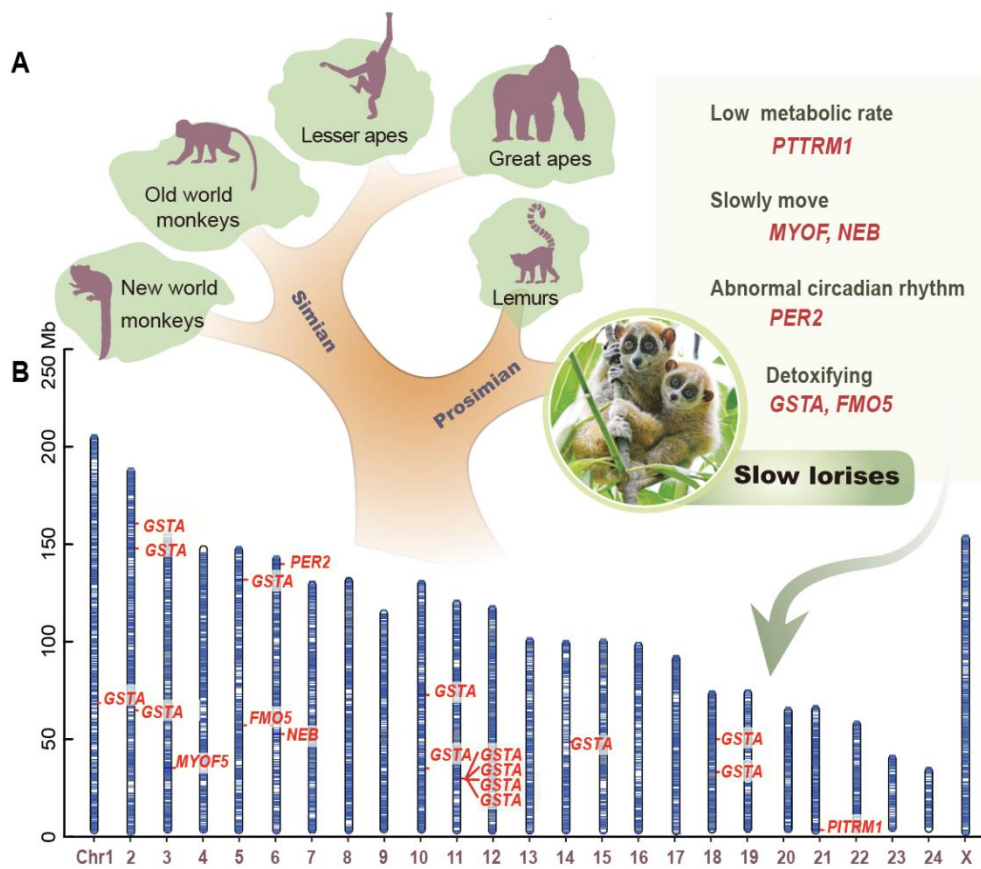 A
Lesser apes
Great apes
Old world
monkeys
New world
monkeys
Lemurs
Simian
Prosimian
Low metabolic rate
PTTRM1
Slowly move
MYOF, NEB
Abnormal circadian rhythm
PER2
Detoxifying
GSTA, FMO5
Slow lorises
B
250 Mb
200
150
100
50
0
GSTA
GSTA
GSTA
GSTA
MYOF5
GSTA
FMO5
PER2
NEB
GSTA
GSTA
GSTA
GSTA
GSTA
GSTA
GSTA
GSTA
GSTA
PITRM1
Chr1 2 3 4 5 6 7 8 9 10 11 12 13 14 15 16 17 18 19 20 21 22 23 24 X